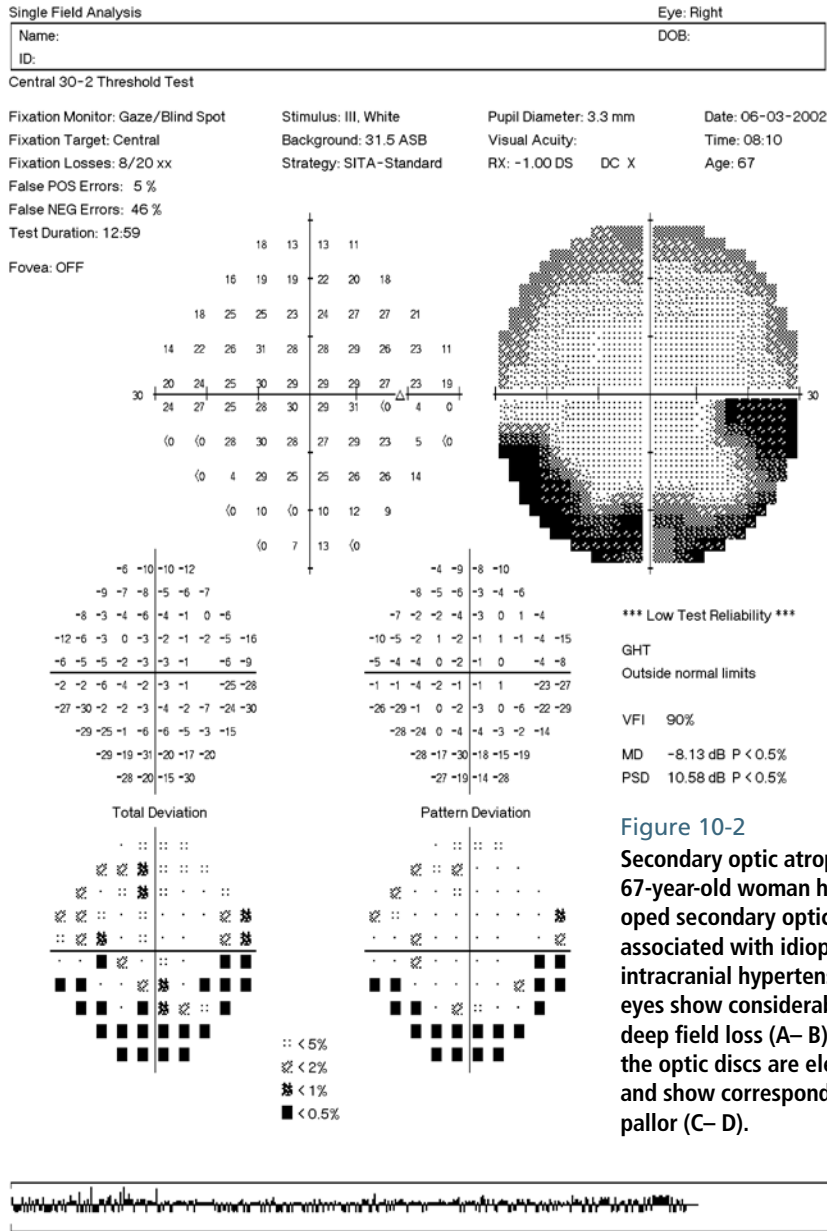 Single Field Analysis Eye: Right
Name: DOB:
ID:
Central 30-2 Threshold Test
Fixation Monitor: Gaze/Blind Spot Stimulus: III, White Pupil Diameter: 3.3 mm Date: 06-03-2002
Fixation Target: Central Background: 31.5 ASB Visual Acuity: Time: 08:10
Fixation Losses: 8/20 xx Strategy: SITA-Standard RX: -1.00 DS DC X Age: 67
False POS Errors: 5 %
False NEG Errors: 46 %
Test Duration: 12:59
Fovea: OFF
18 13 13 11
16 19 19 22 20 18
18 25 25 23 24 27 27 21
14 22 26 31 28 28 29 26 23 11
20 24 25 30 29 29 29 27 23 19
30 30
24 27 25 28 30 29 31 <0 4 0
<0 <0 28 30 28 27 29 23 5 <0
<0 4 29 25 25 26 26 14
<0 10 <0 10 12 9
<0 7 13 <0
-6 -10 -10 -12 -4 -9 -8 -10
-9 -7 -8 -5 -6 -7 -8 -5 -6 -3 -4 -6
-8 -3 -4 -6 -4 -1 0 -6 -7 -2 -2 -4 -3 0 1 -4
-12 -6 -3 0 -3 -2 -1 -2 -5 -16 -10 -5 -2 1 -2 -1 1 -1 -4 -15
-6 -5 -5 -2 -3 -3 -1 -6 -9 -5 -4 -4 0 -2 -1 0 -4 -8
-2 -2 -6 -4 -2 -3 -1 -25 -28 -1 -1 -4 -2 -1 -1 1 -23 -27
-27 -30 -2 -2 -3 -4 -2 -7 -24 -30 -26 -29 -1 0 -2 -3 0 -6 -22 -29
-29 -25 -1 -6 -6 -5 -3 -15 -28 -24 0 -4 -4 -3 -2 -14
-29 -19 -31 -20 -17 -20 -28 -17 -30 -18 -15 -19
-28 -20 -15 -30 -27 -19 -14 -28
*** Low Test Reliability ***
GHT
Outside normal limits
VFI 90%
MD -8.13 dB P < 0.5%
PSD 10.58 dB P < 0.5%
Total Deviation Pattern Deviation
< 5%
< 2%
< 1%
< 0.5%
Figure 10-2
Secondary optic atrop
67-year-old woman h
oped secondary optic
associated with idiop
intracranial hypertens
eyes show considerab
deep field loss (A– B)
the optic discs are ele
and show correspond
pallor (C– D).